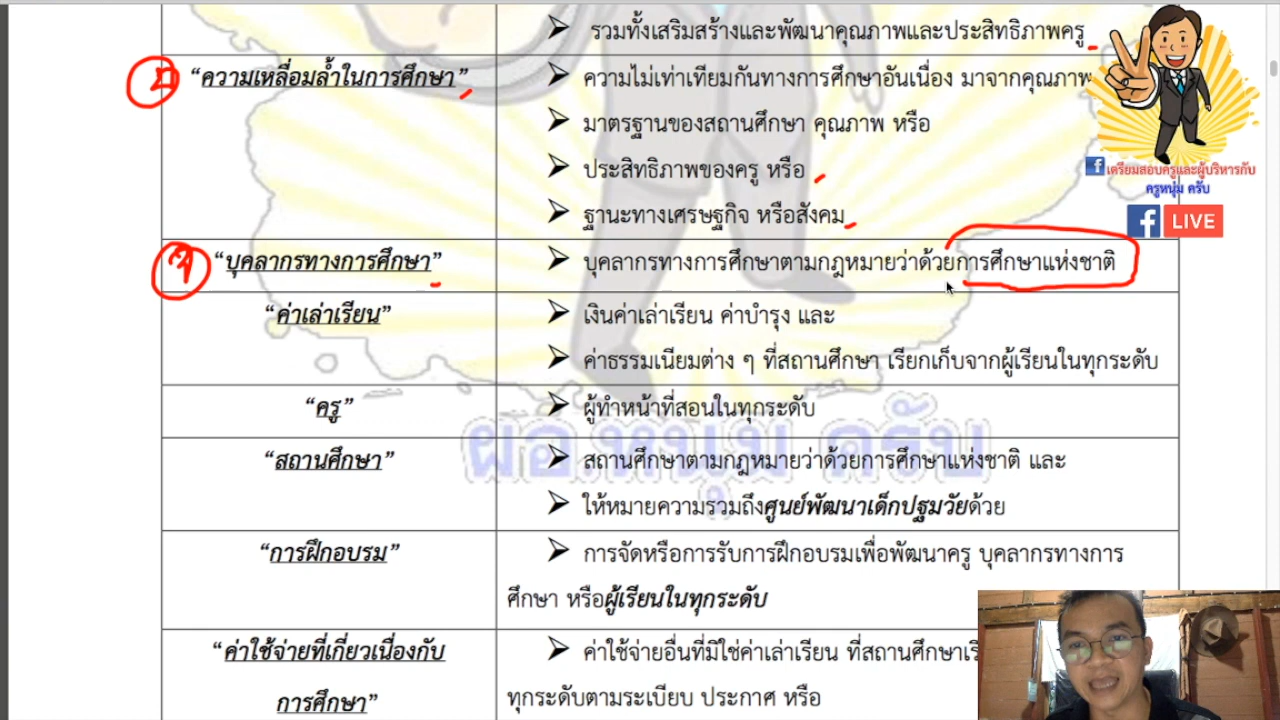 ➢ รวมทั้งเสริมสร้างและพัฒนาคุณภาพและประสิทธิภาพครู
๒ “ความเหลื่อมล้ำในการศึกษา”
➢ ความไม่เท่าเทียมกันทางการศึกษาอันเนื่อง มาจากคุณภาพ
➢ มาตรฐานของสถานศึกษา คุณภาพ หรือ
➢ ประสิทธิภาพของครู หรือ
➢ ฐานะทางเศรษฐกิจ หรือสังคม
“บุคลากรทางการศึกษา”
➢ บุคลากรทางการศึกษาตามกฎหมายว่าด้วยการศึกษาแห่งชาติ
“ค่าเล่าเรียน”
➢ เงินค่าเล่าเรียน ค่าบำรุง และ
➢ ค่าธรรมเนียมต่าง ๆ ที่สถานศึกษา เรียกเก็บจากผู้เรียนในทุกระดับ
“ครู”
➢ ผู้ทำหน้าที่สอนในทุกระดับ
“สถานศึกษา”
➢ สถานศึกษาตามกฎหมายว่าด้วยการศึกษาแห่งชาติ และ
➢ ให้หมายความรวมถึงศูนย์พัฒนาเด็กปฐมวัยด้วย
“การฝึกอบรม”
➢ การจัดหรือการรับการฝึกอบรมเพื่อพัฒนาครู บุคลากรทางการ
ศึกษา หรือผู้เรียนในทุกระดับ
“ค่าใช้จ่ายที่เกี่ยวเนื่องกับ
การศึกษา”
➢ ค่าใช้จ่ายอื่นที่มิใช่ค่าเล่าเรียน ที่สถานศึกษาเรี
ทุกระดับตามระเบียบ ประกาศ หรือ
ผอ.หนุ่ม ครับ
f เตรียมสอบครูและผู้บริหารกับ
ครูหนุ่ม ครับ
f LIVE